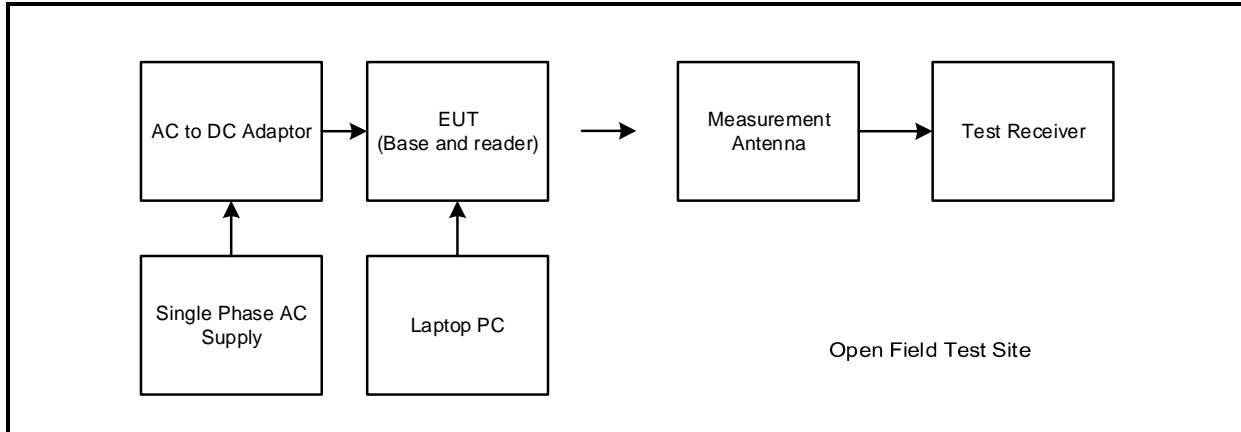 AC to DC Adaptor
EUT
(Base and reader)
Measurement
Antenna
Test Receiver
Single Phase AC
Supply
Laptop PC
Open Field Test Site